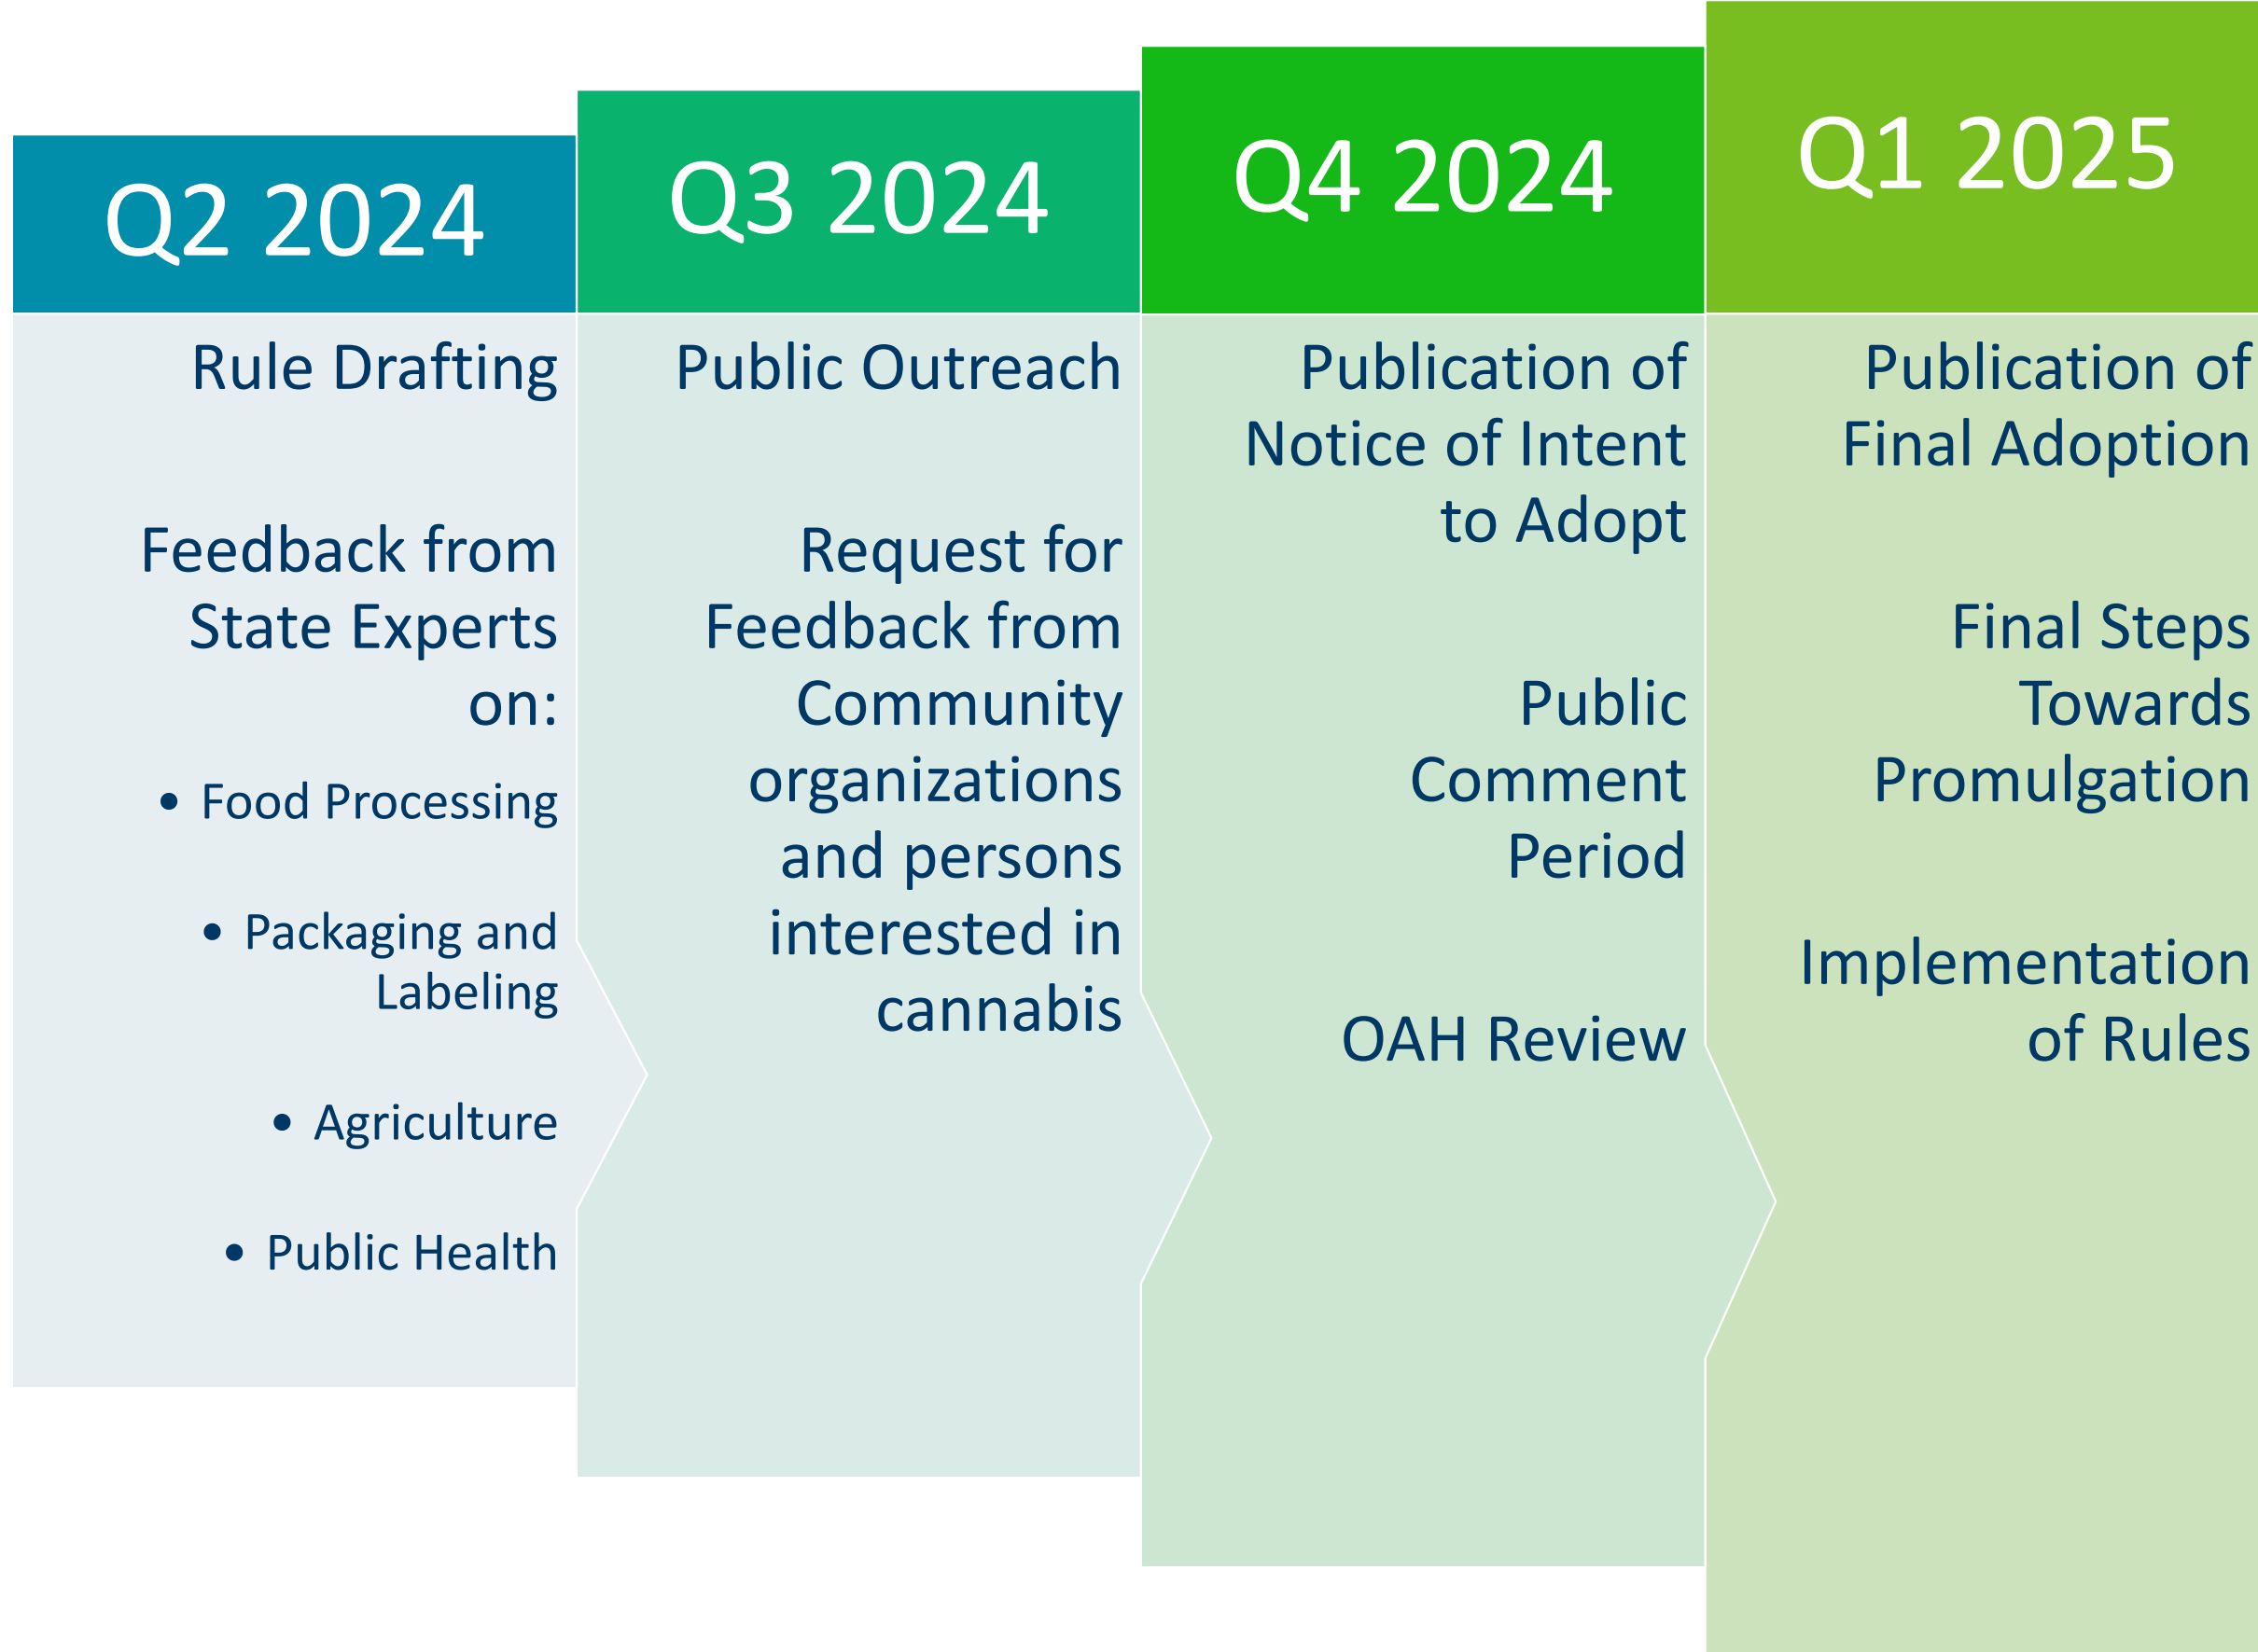 Q2 2024
Rule Drafting
Feedback from
State Experts
on:
• Food Processing
• Packaging and
Labeling
• Agriculture
• Public Health
Q3 2024
Public Outreach
Request for
Feedback from
Community
organizations
and persons
interested in
cannabis
Q4 2024
Publication of
Notice of Intent
to Adopt
Public
Comment
Period
OAH Review
Q1 2025
Publication of
Final Adoption
Final Steps
Towards
Promulgation
Implementation
of Rules